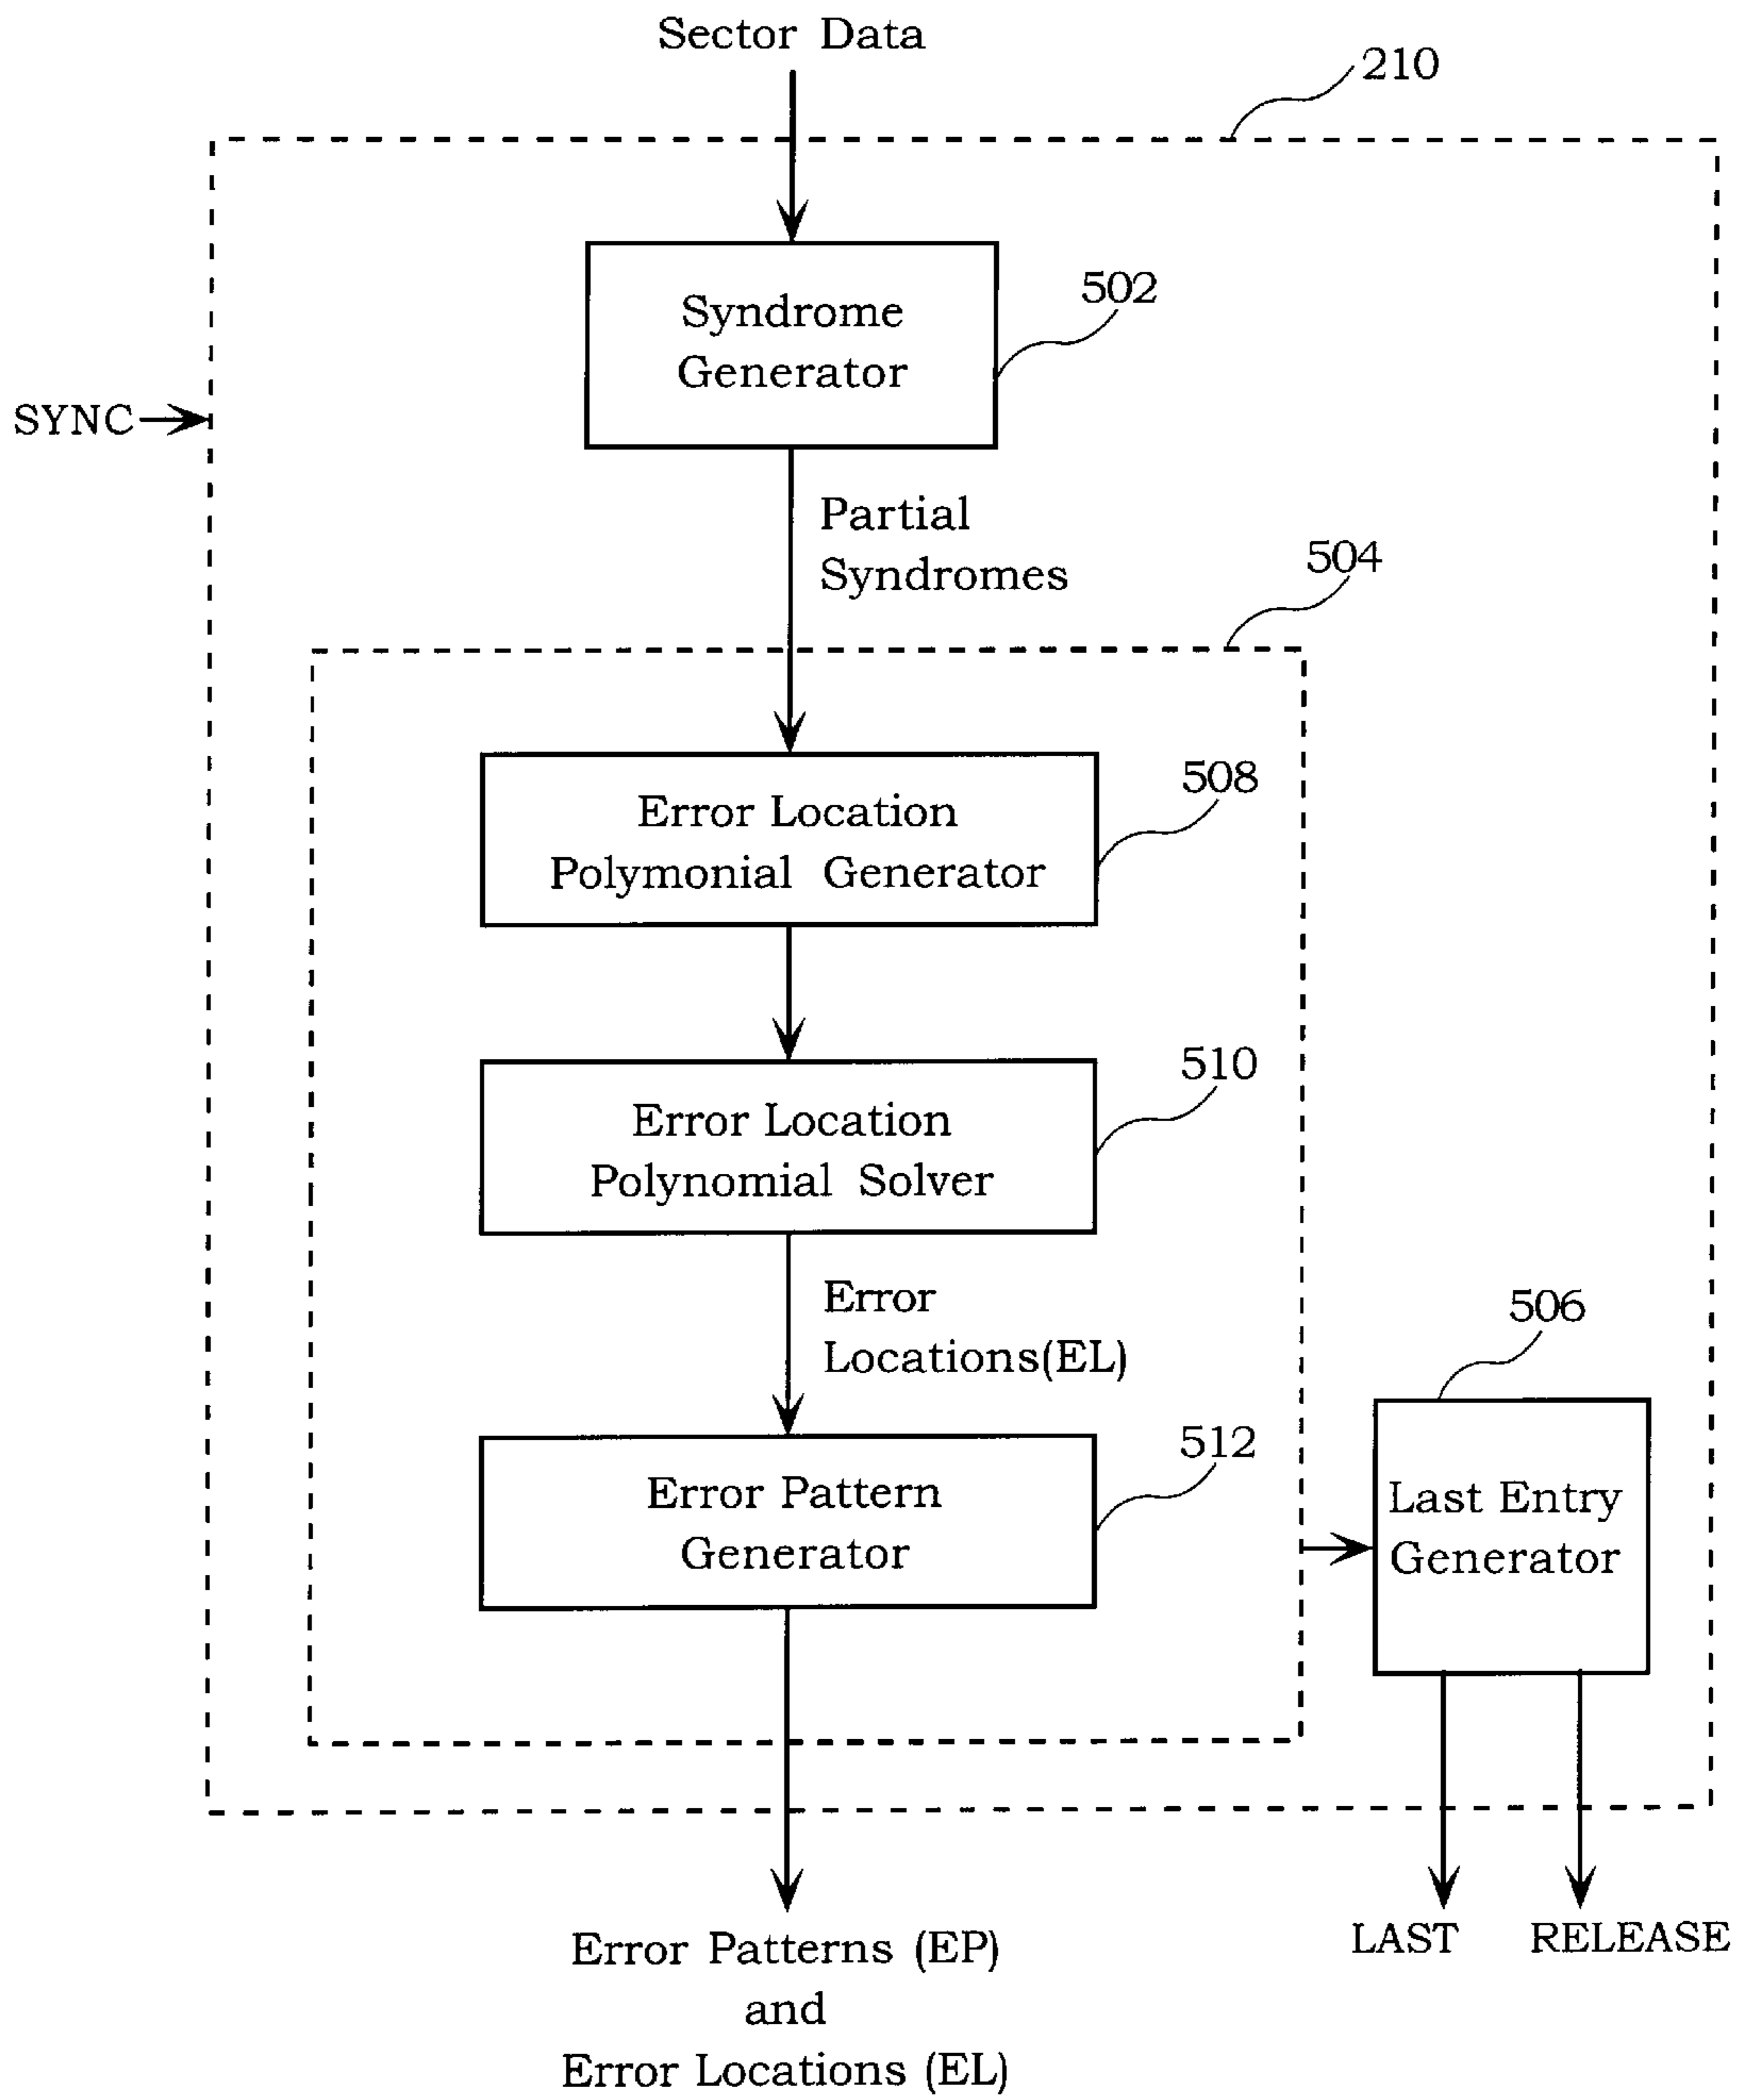 Sector Data
210
Syndrome
Generator
502
SYNC
Partial
Syndromes
504
Error Location
Polymonial Generator
508
Error Location
Polynomial Solver
510
Error
Locations(EL)
506
Error Pattern
Generator
512
Last Entry
Generator
LAST
RELEASE
Error Patterns (EP)
and
Error Locations (EL)